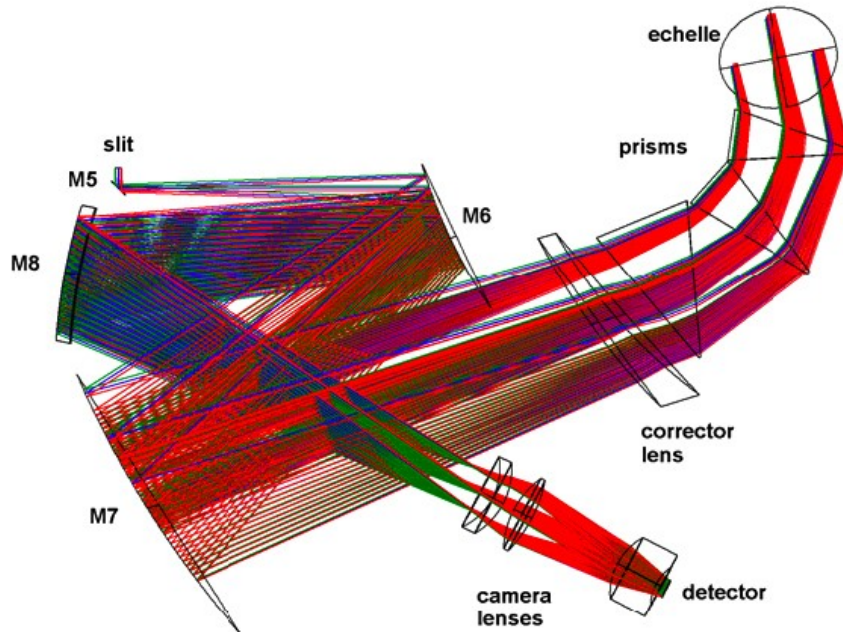 echelle
slit
prisms
M5
M6
M8
corrector
lens
M7
camera
lenses
detector